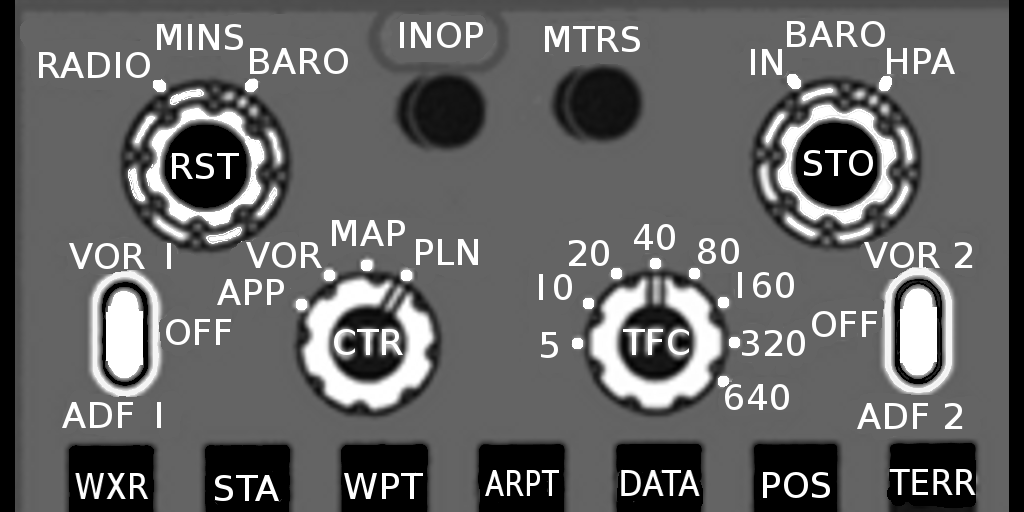 MINS
RADIO
BARO
RST
INOP
MTRS
BARO
IN
HPA
STO
VOR 1
OFF
ADF 1
APP
VOR
MAP
PLN
CTR
5
10
20
40
80
160
320
640
TFC
VOR 2
OFF
ADF 2
WXR
STA
WPT
ARPT
DATA
POS
TERR